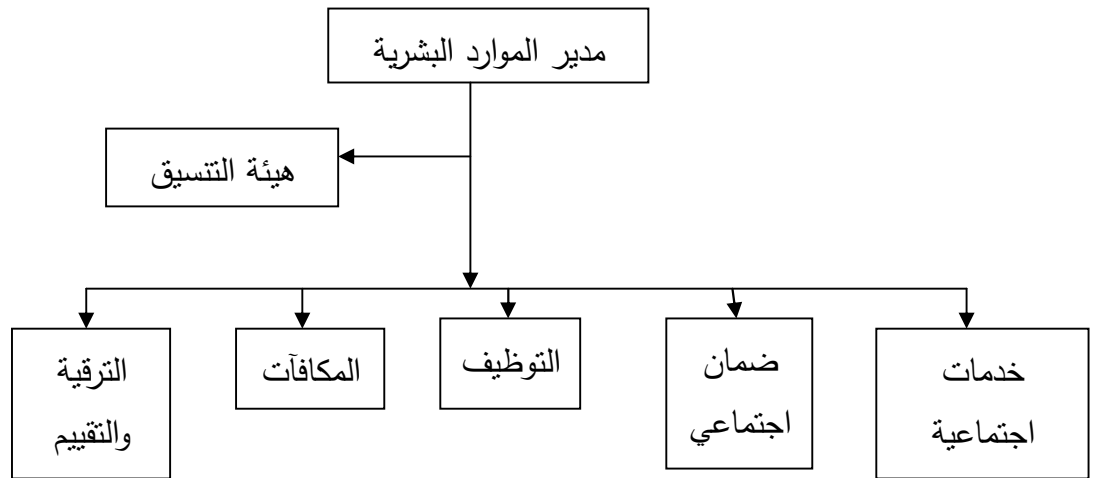 مدير الموارد البشرية
هيئة التنسيق
خدمات
اجتماعية
ضمان
اجتماعي
التوظيف
المكافآت
الترقية
والتقييم